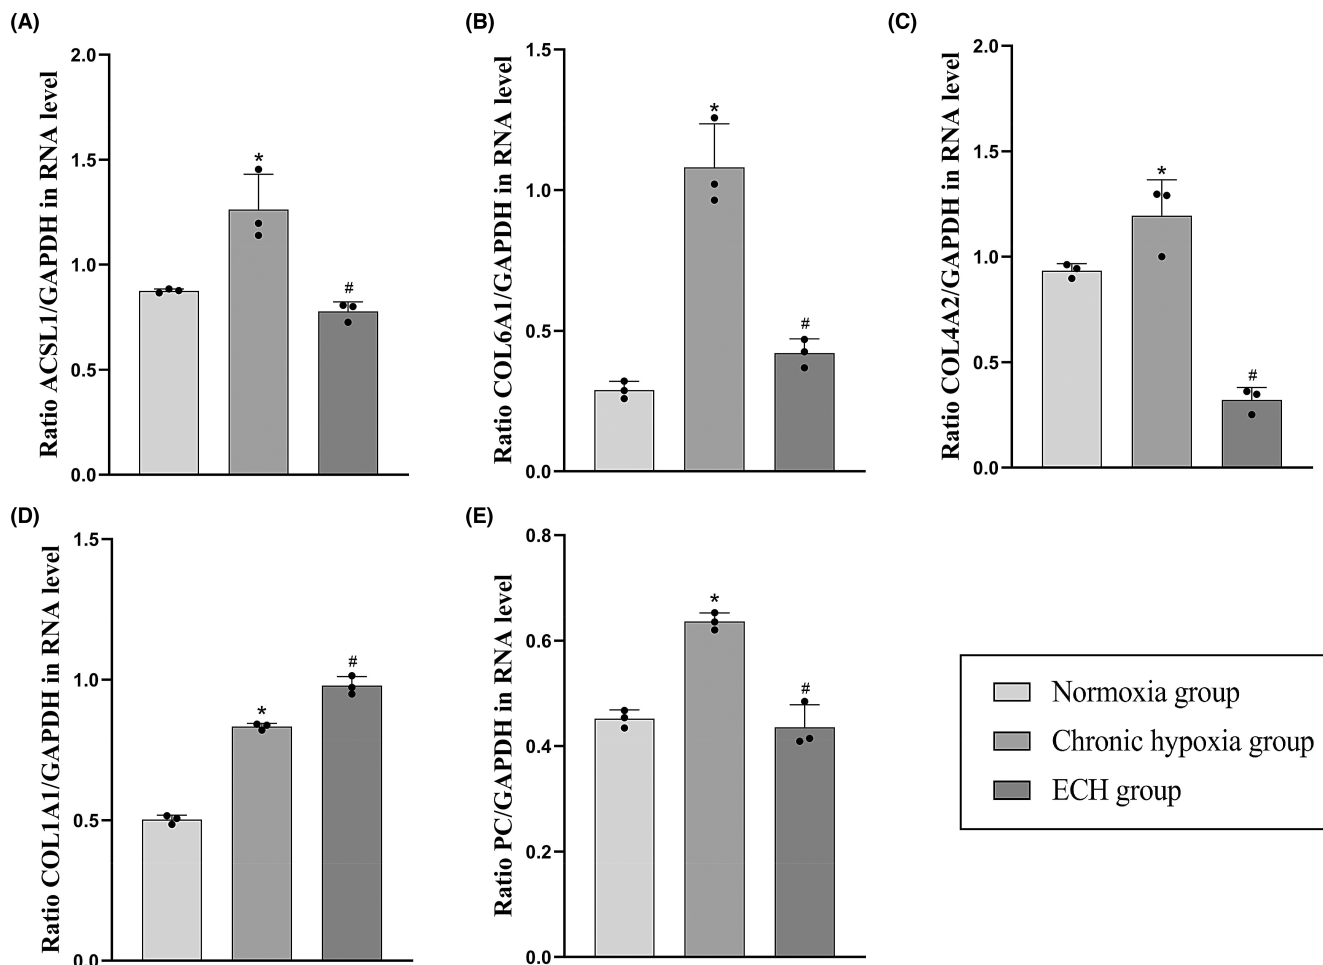 (A)
Ratio ACSL1/GAPDH in RNA level
2.0
1.5
1.0
0.5
0.0
*
#
(B)
Ratio COL6A1/GAPDH in RNA level
1.5
1.0
0.5
0.0
*
#
(C)
Ratio COL4A2/GAPDH in RNA level
2.0
1.5
1.0
0.5
0.0
*
#
(D)
Ratio COL1A1/GAPDH in RNA level
1.5
1.0
0.5
0.0
*
#
(E)
Ratio PC/GAPDH in RNA level
0.8
0.6
0.4
0.2
0.0
*
#
Normoxia group
Chronic hypoxia group
ECH group